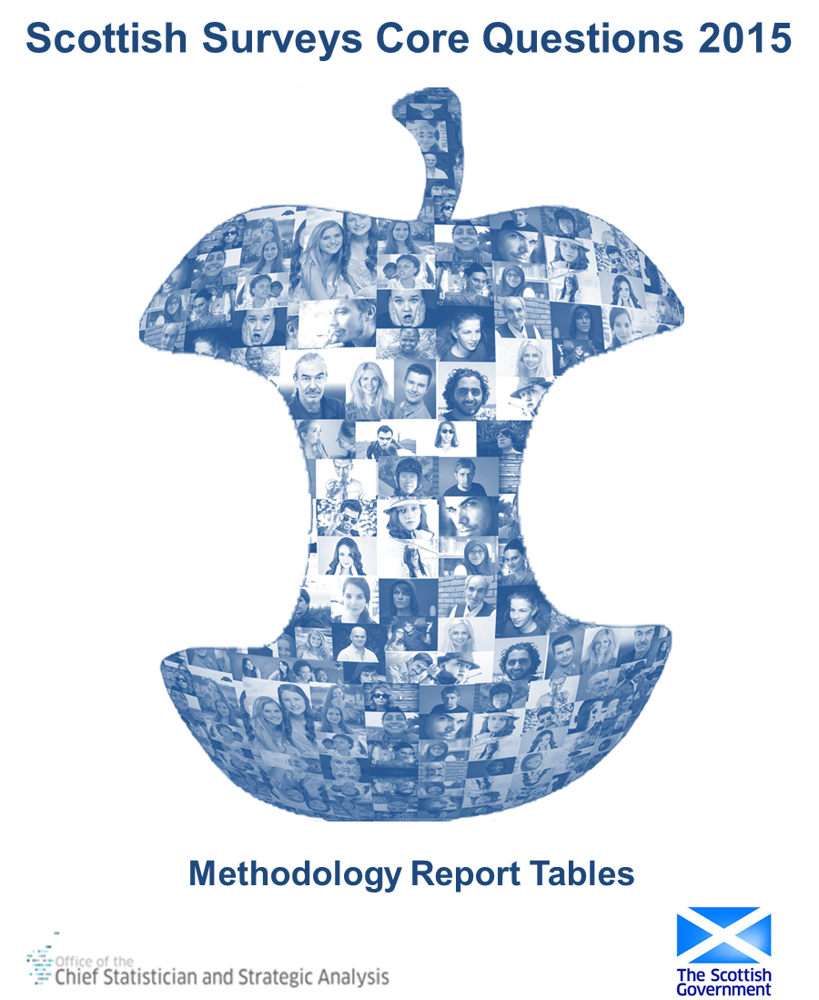 Scottish Surveys Core Questions 2015
Methodology Report Tables
Office of the
Chief Statistician and Strategic Analysis
The Scottish
Government